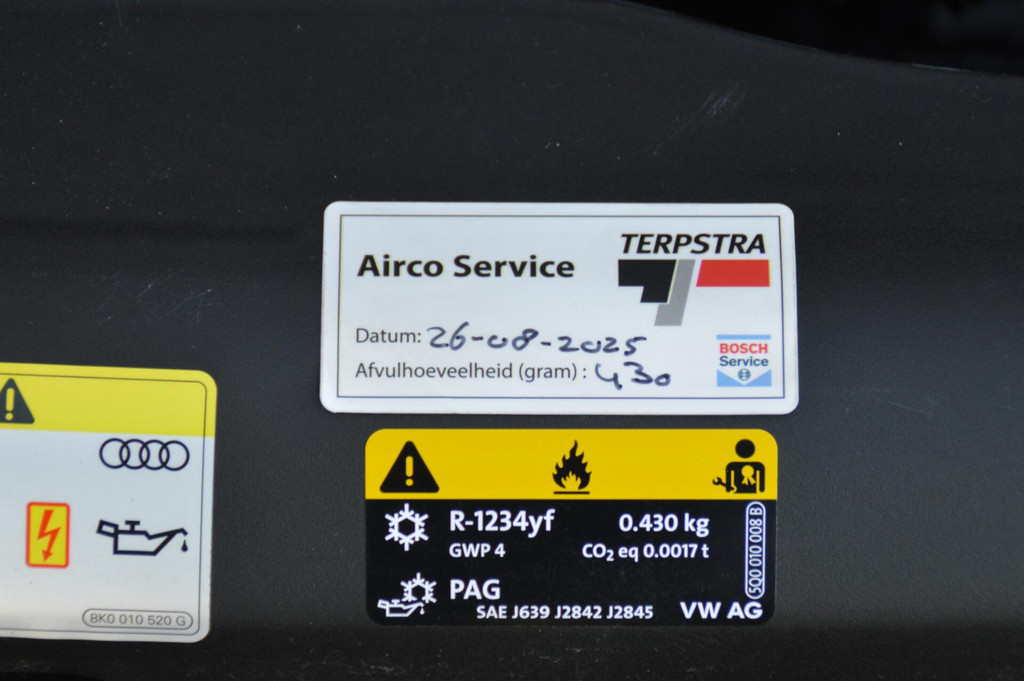 Airco Service
TERPSTRA
Datum: 26-08-2025
Afvulhoeveelheid (gram) : 430
BOSCH
Service
8K0 010 520 G
R-1234yf 0.430 kg
GWP 4 CO₂ eq 0.0017 t
PAG
SAE J639 J2842 J2845 VW AG
5Q0 010 008 B